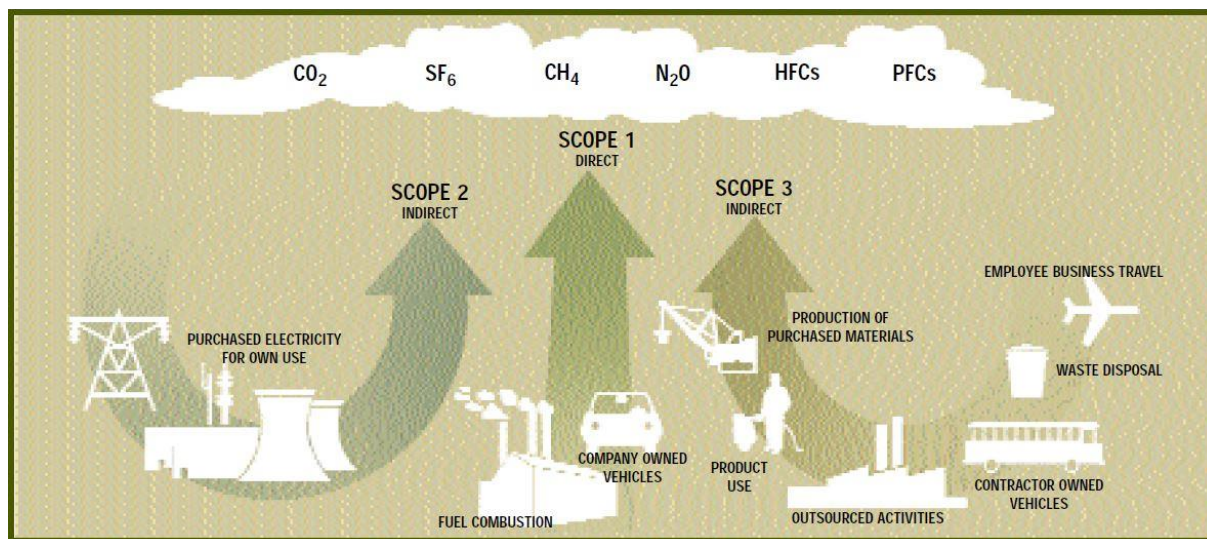 CO₂ SF₆ CH₄ N₂O HFCs PFCs
SCOPE 1
DIRECT
SCOPE 2
INDIRECT
SCOPE 3
INDIRECT
EMPLOYEE BUSINESS TRAVEL
PURCHASED ELECTRICITY
FOR OWN USE
PRODUCTION OF
PURCHASED MATERIALS
WASTE DISPOSAL
COMPANY OWNED
VEHICLES
PRODUCT
USE
CONTRACTOR OWNED
VEHICLES
FUEL COMBUSTION
OUTSOURCED ACTIVITIES